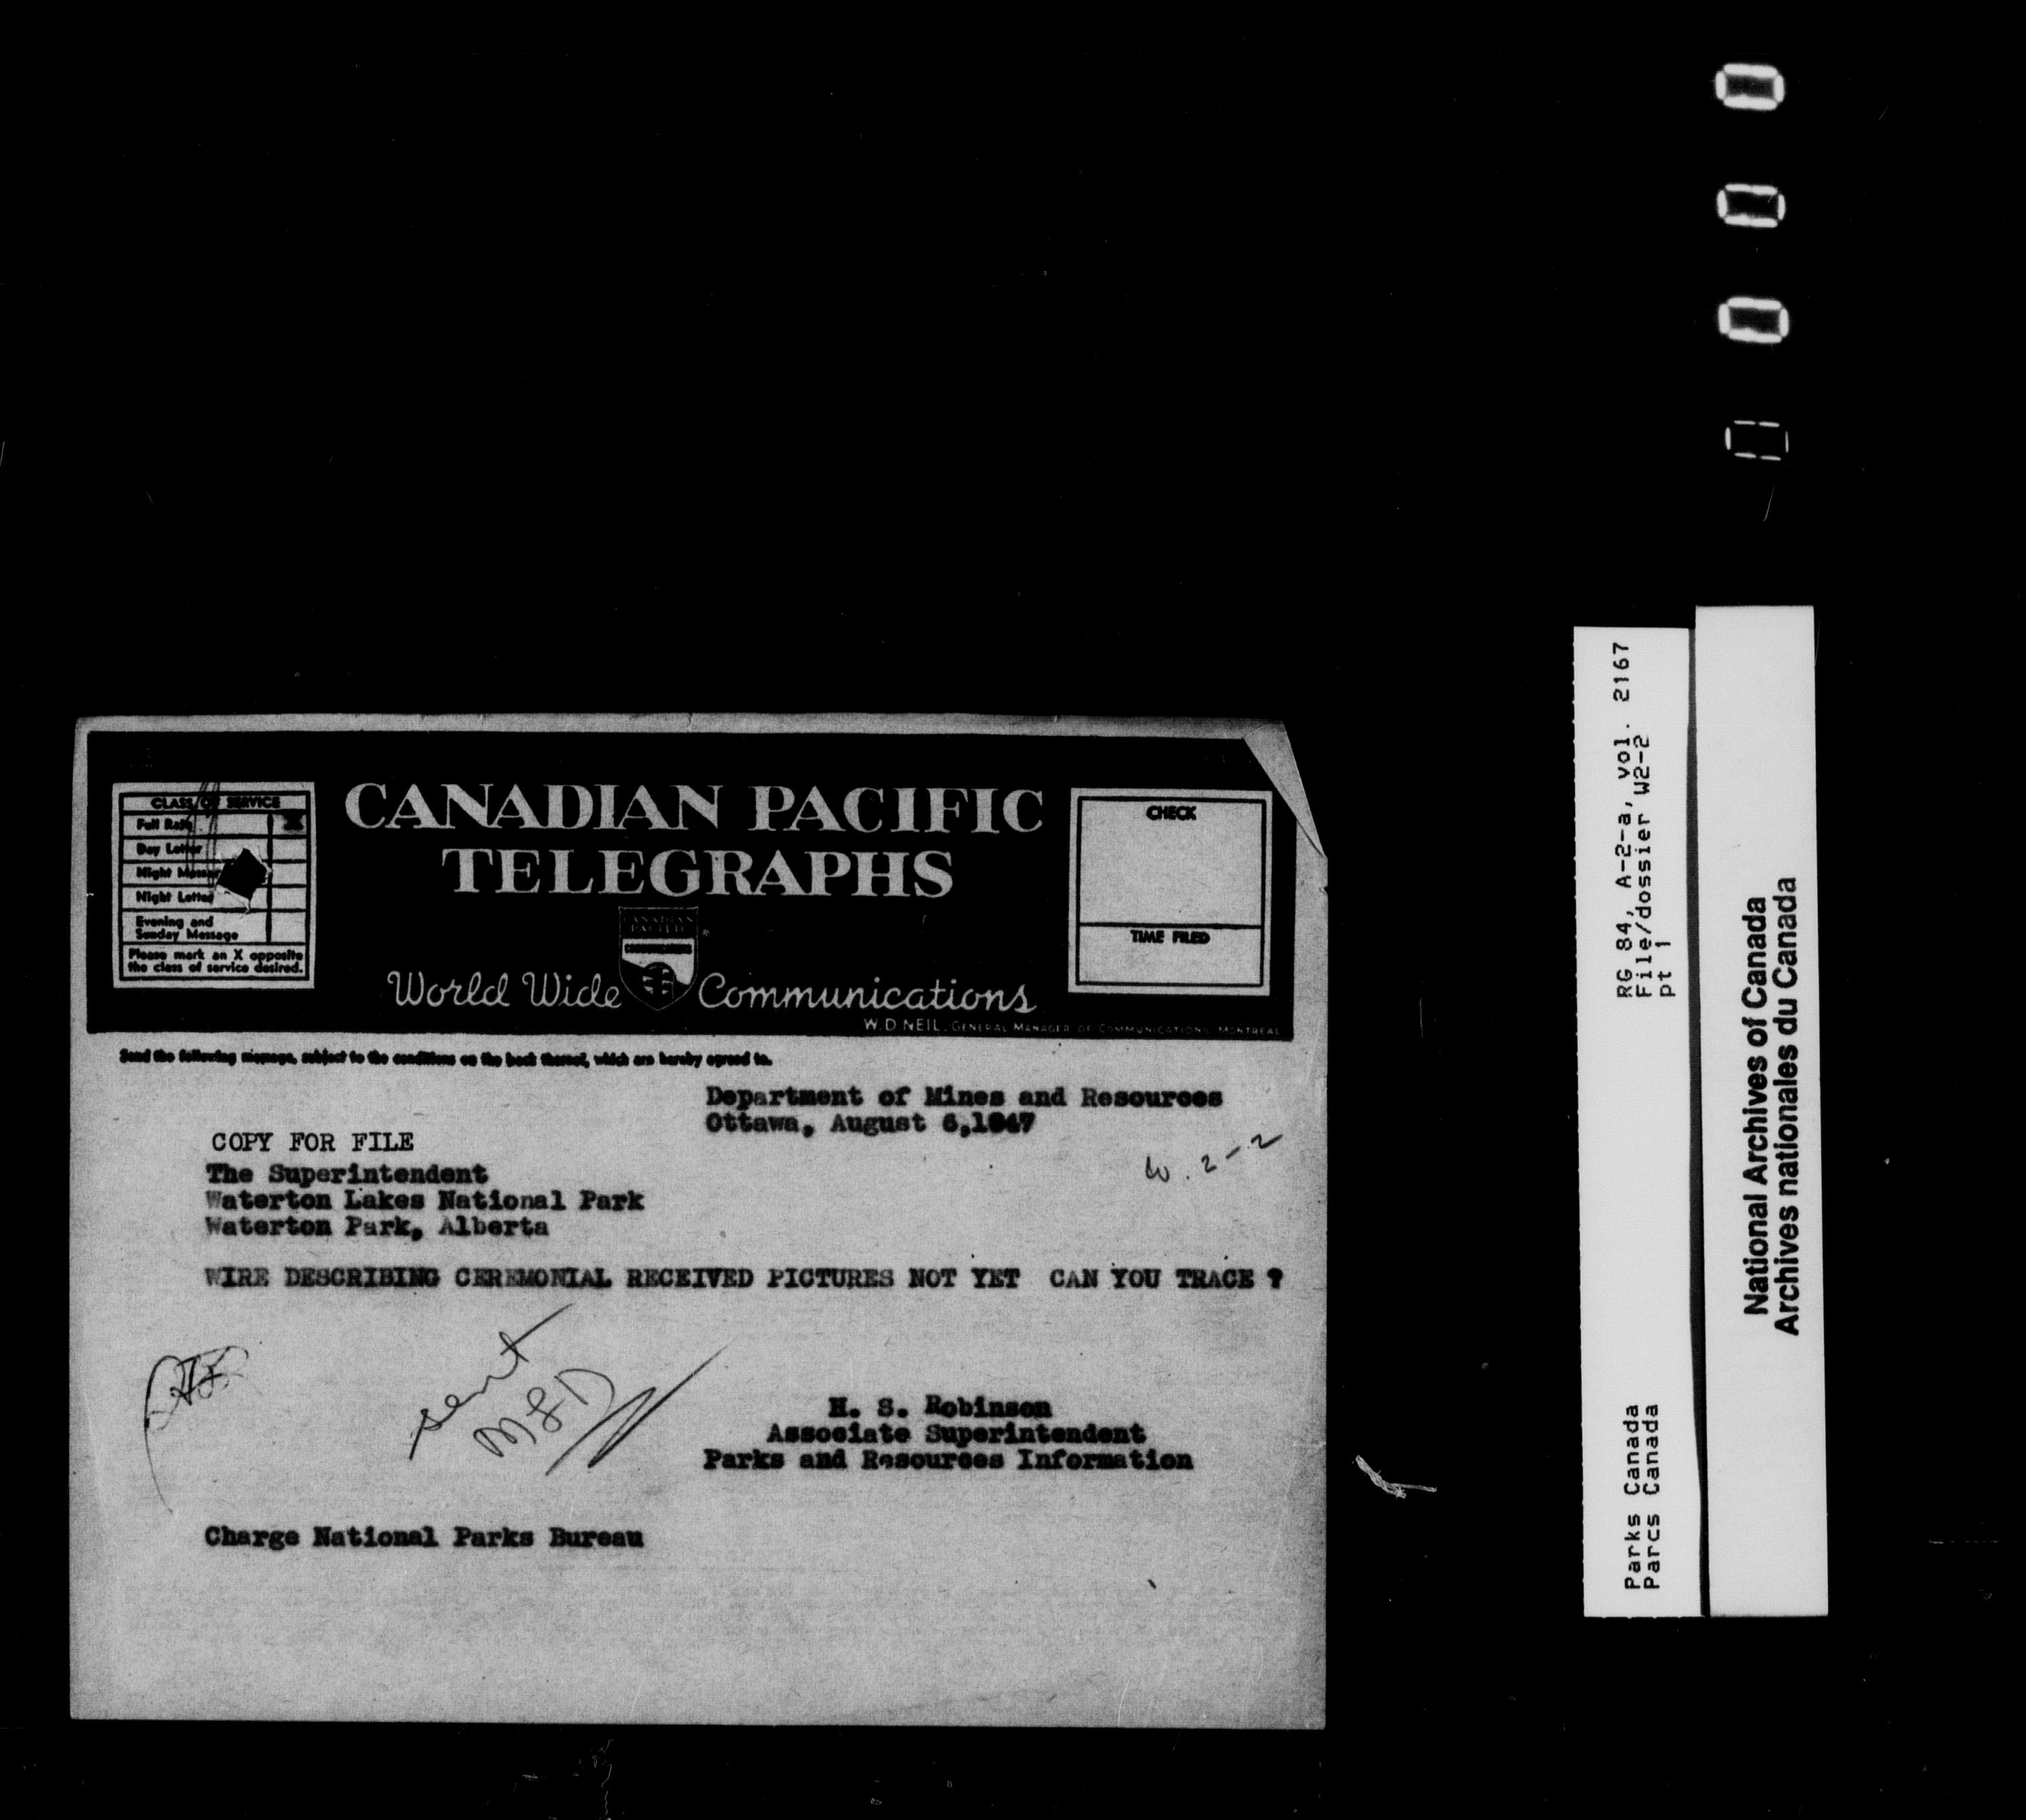 CLASS OF SERVICE
Full Rate X
Day Letter
Night Message
Night Letter
Evening and
Sunday Message
Please mark an X opposite
the class of service desired.
CANADIAN PACIFIC
TELEGRAPHS
CANADIAN
PACIFIC
World Wide Communications
CHECK
TIME FILED
W. D. NEIL, GENERAL MANAGER OF COMMUNICATIONS, MONTREAL
Send the following message, subject to the conditions on the back thereof, which are hereby agreed to.
Department of Mines and Resources
Ottawa, August 6,1947
W. 2-2
COPY FOR FILE
The Superintendent
Waterton Lakes National Park
Waterton Park, Alberta
WIRE DESCRIBING CEREMONIAL RECEIVED PICTURES NOT YET CAN YOU TRACE ?
sent
H. S. Robinson
Associate Superintendent
Parks and Resources Information
Charge National Parks Bureau
RG 84, A-2-a, vol. 2167
File/dossier W2-2
pt 1
Parks Canada
Parcs Canada
National Archives of Canada
Archives nationales du Canada